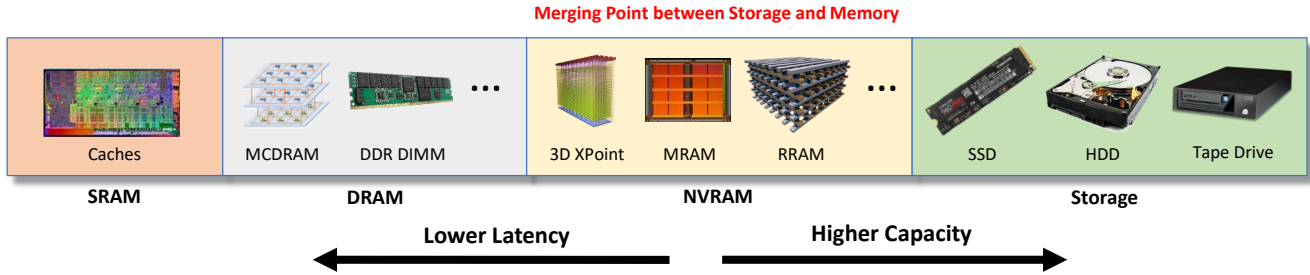 Merging Point between Storage and Memory
Caches
MCDRAM
DDR DIMM
...
3D XPoint
MRAM
RRAM
...
SSD
HDD
Tape Drive
SRAM
DRAM
NVRAM
Storage
Lower Latency
Higher Capacity